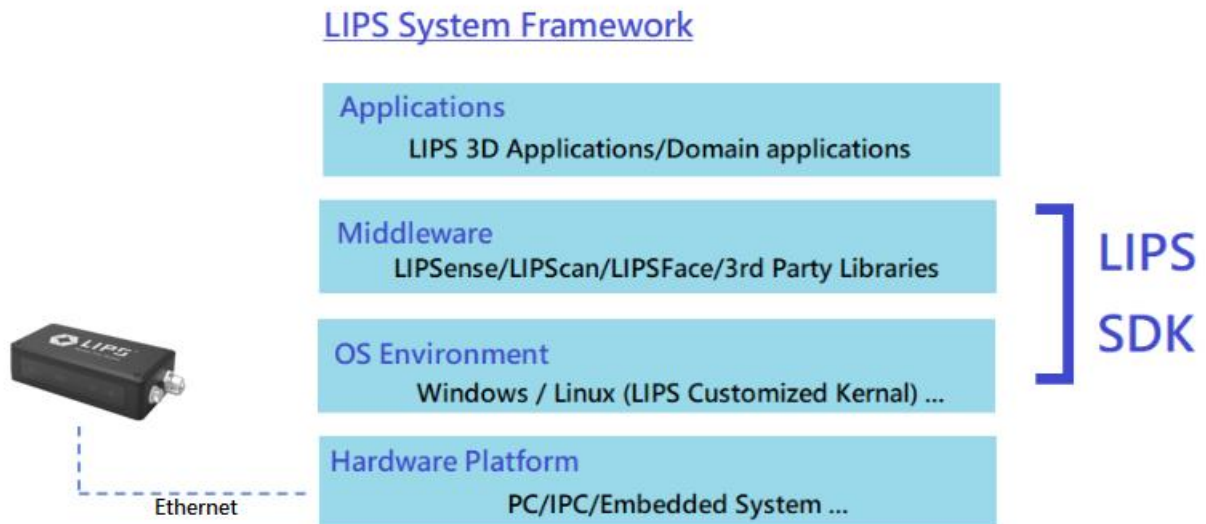 LIPS System Framework
Applications
LIPS 3D Applications/Domain applications
Middleware
LIPSense/LIPScan/LIPSFace/3rd Party Libraries
LIPS
SDK
LIPS
OS Environment
Windows / Linux (LIPS Customized Kernal) ...
Hardware Platform
PC/IPC/Embedded System ...
Ethernet